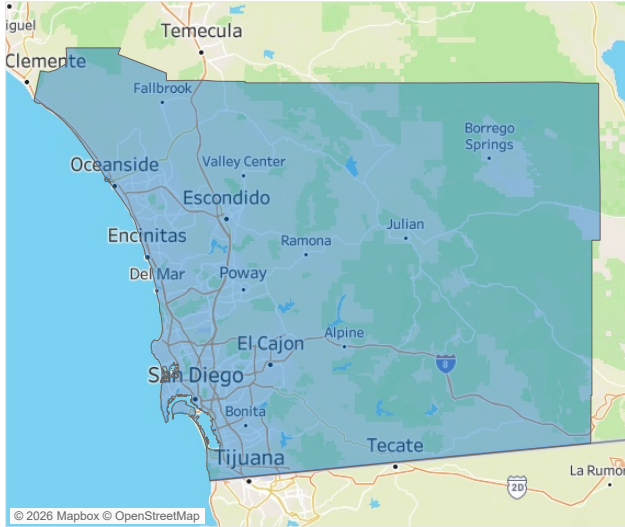 iguel
Temecula
Clemente
Fallbrook
Borrego
Springs
Oceanside
Valley Center
Escondido
Julian
Encinitas
Ramona
Del Mar
Poway
El Cajon
Alpine
8
San Diego
Bonita
Tecate
Tijuana
La Rumor
2D
© 2026 Mapbox © OpenStreetMap